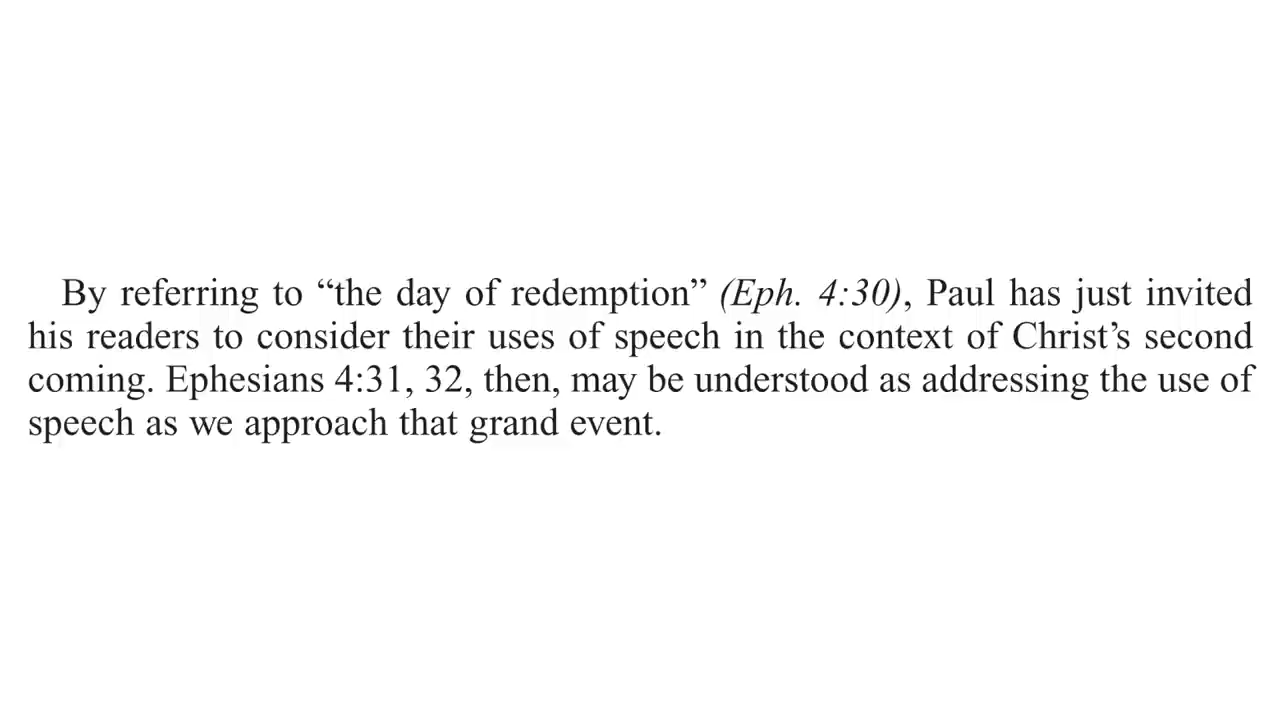 By referring to “the day of redemption” (Eph. 4:30), Paul has just invited
his readers to consider their uses of speech in the context of Christ’s second
coming. Ephesians 4:31, 32, then, may be understood as addressing the use of
speech as we approach that grand event.